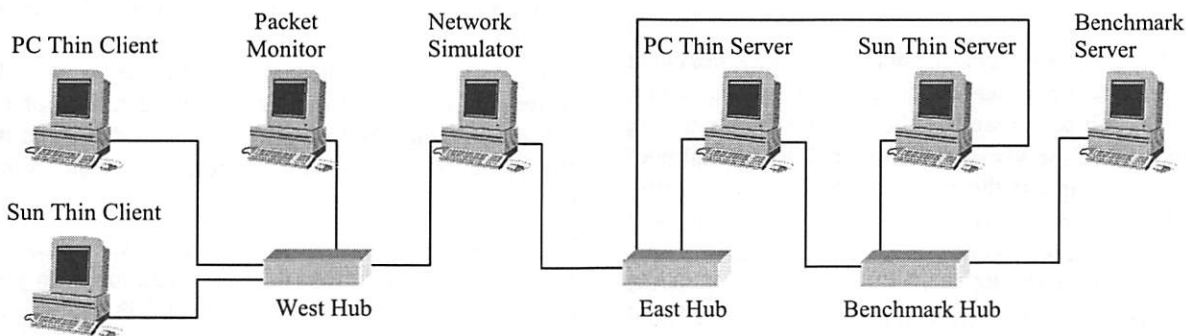 PC Thin Client
Packet
Monitor
Network
Simulator
PC Thin Server
Sun Thin Server
Benchmark
Server
Sun Thin Client
West Hub
East Hub
Benchmark Hub